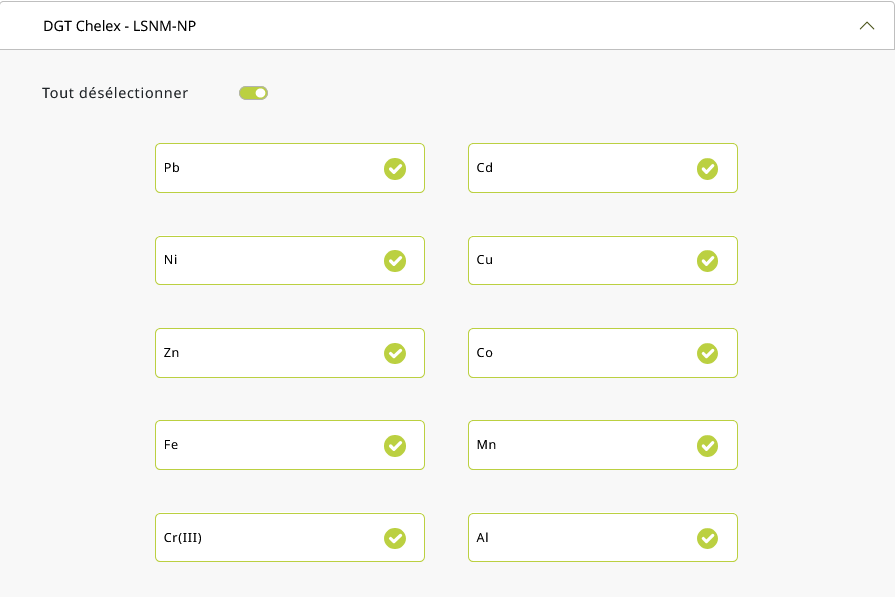 DGT Chelex - LSNM-NP
Tout désélectionner
Pb
Cd
Ni
Cu
Zn
Co
Fe
Mn
Cr(III)
Al